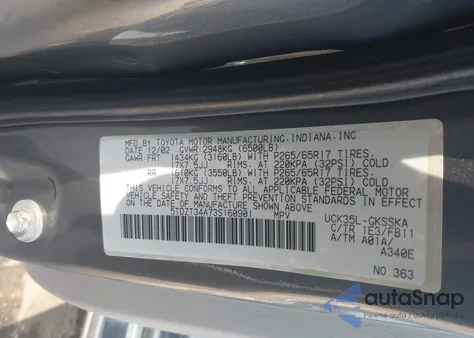 MFD. BY:
TOYOTA MOTOR MANUFACTURING, INDIANA, INC.
DATE: 12/02 GVWR 2948KG (6500LB)
GAWR: FRT 1434KG (3160LB) WITH P265/65R17 TIRES.
17X7.5JJ RIMS. AT 220KPA (32PSI) COLD.
RR 1610KG (3550LB) WITH P265/65R17 TIRES.
17X7.5JJ RIMS. AT 220KPA (32PSI) COLD.
THIS VEHICLE CONFORMS TO ALL APPLICABLE FEDERAL MOTOR
VEHICLE SAFETY AND THEFT PREVENTION STANDARDS IN EFFECT
ON THE DATE OF MANUFACTURE SHOWN ABOVE.
5TDZT34A73S160901 MPV
UCK35L-GKSSKA
C/TR 1E3/FB11
A/TM A01A/
A340E
NO. 363
autoSnap